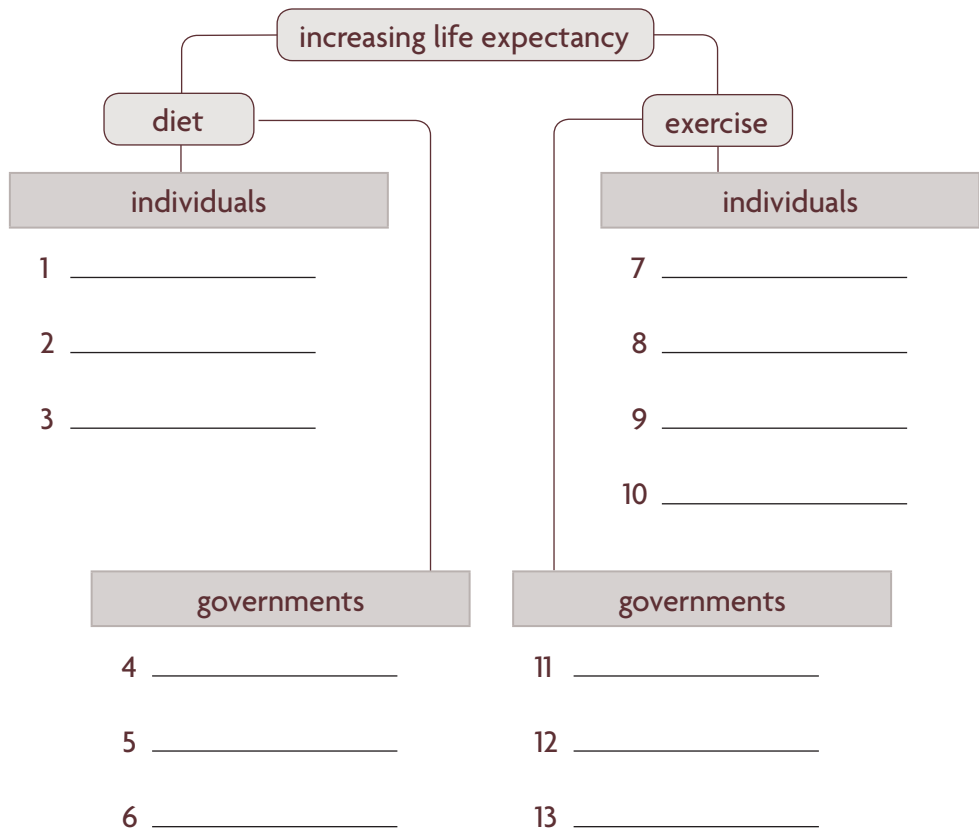 increasing life expectancy
diet
exercise
individuals
individuals
1
2
3
7
8
9
10
governments
governments
4
5
6
11
12
13